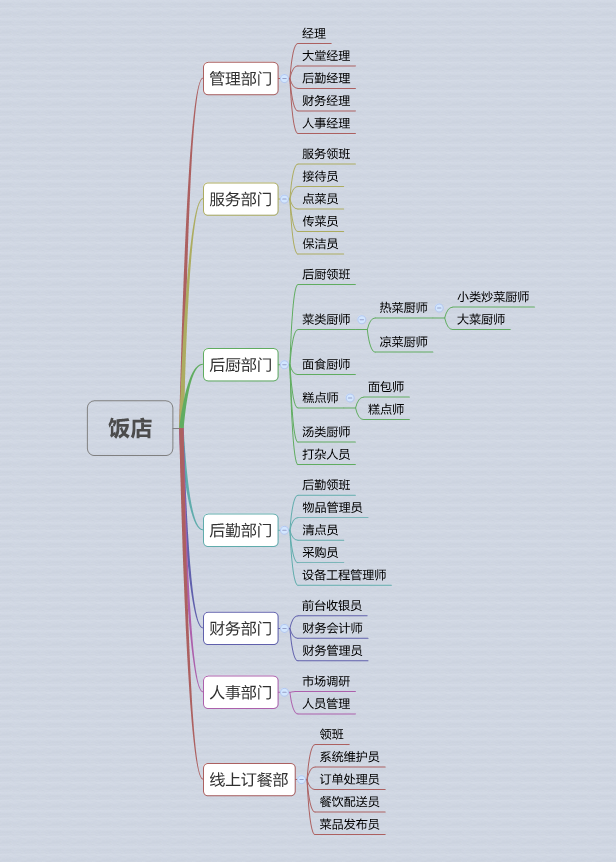 饭店
管理部门
经理
大堂经理
后勤经理
财务经理
人事经理
服务部门
服务领班
接待员
点菜员
传菜员
保洁员
后厨部门
后厨领班
菜类厨师
热菜厨师
小类炒菜厨师
大菜厨师
凉菜厨师
面食厨师
糕点师
面包师
糕点师
汤类厨师
打杂人员
后勤部门
后勤领班
物品管理员
清点员
采购员
设备工程管理师
财务部门
前台收银员
财务会计师
财务管理员
人事部门
市场调研
人员管理
线上订餐部
领班
系统维护员
订单处理员
餐饮配送员
菜品发布员